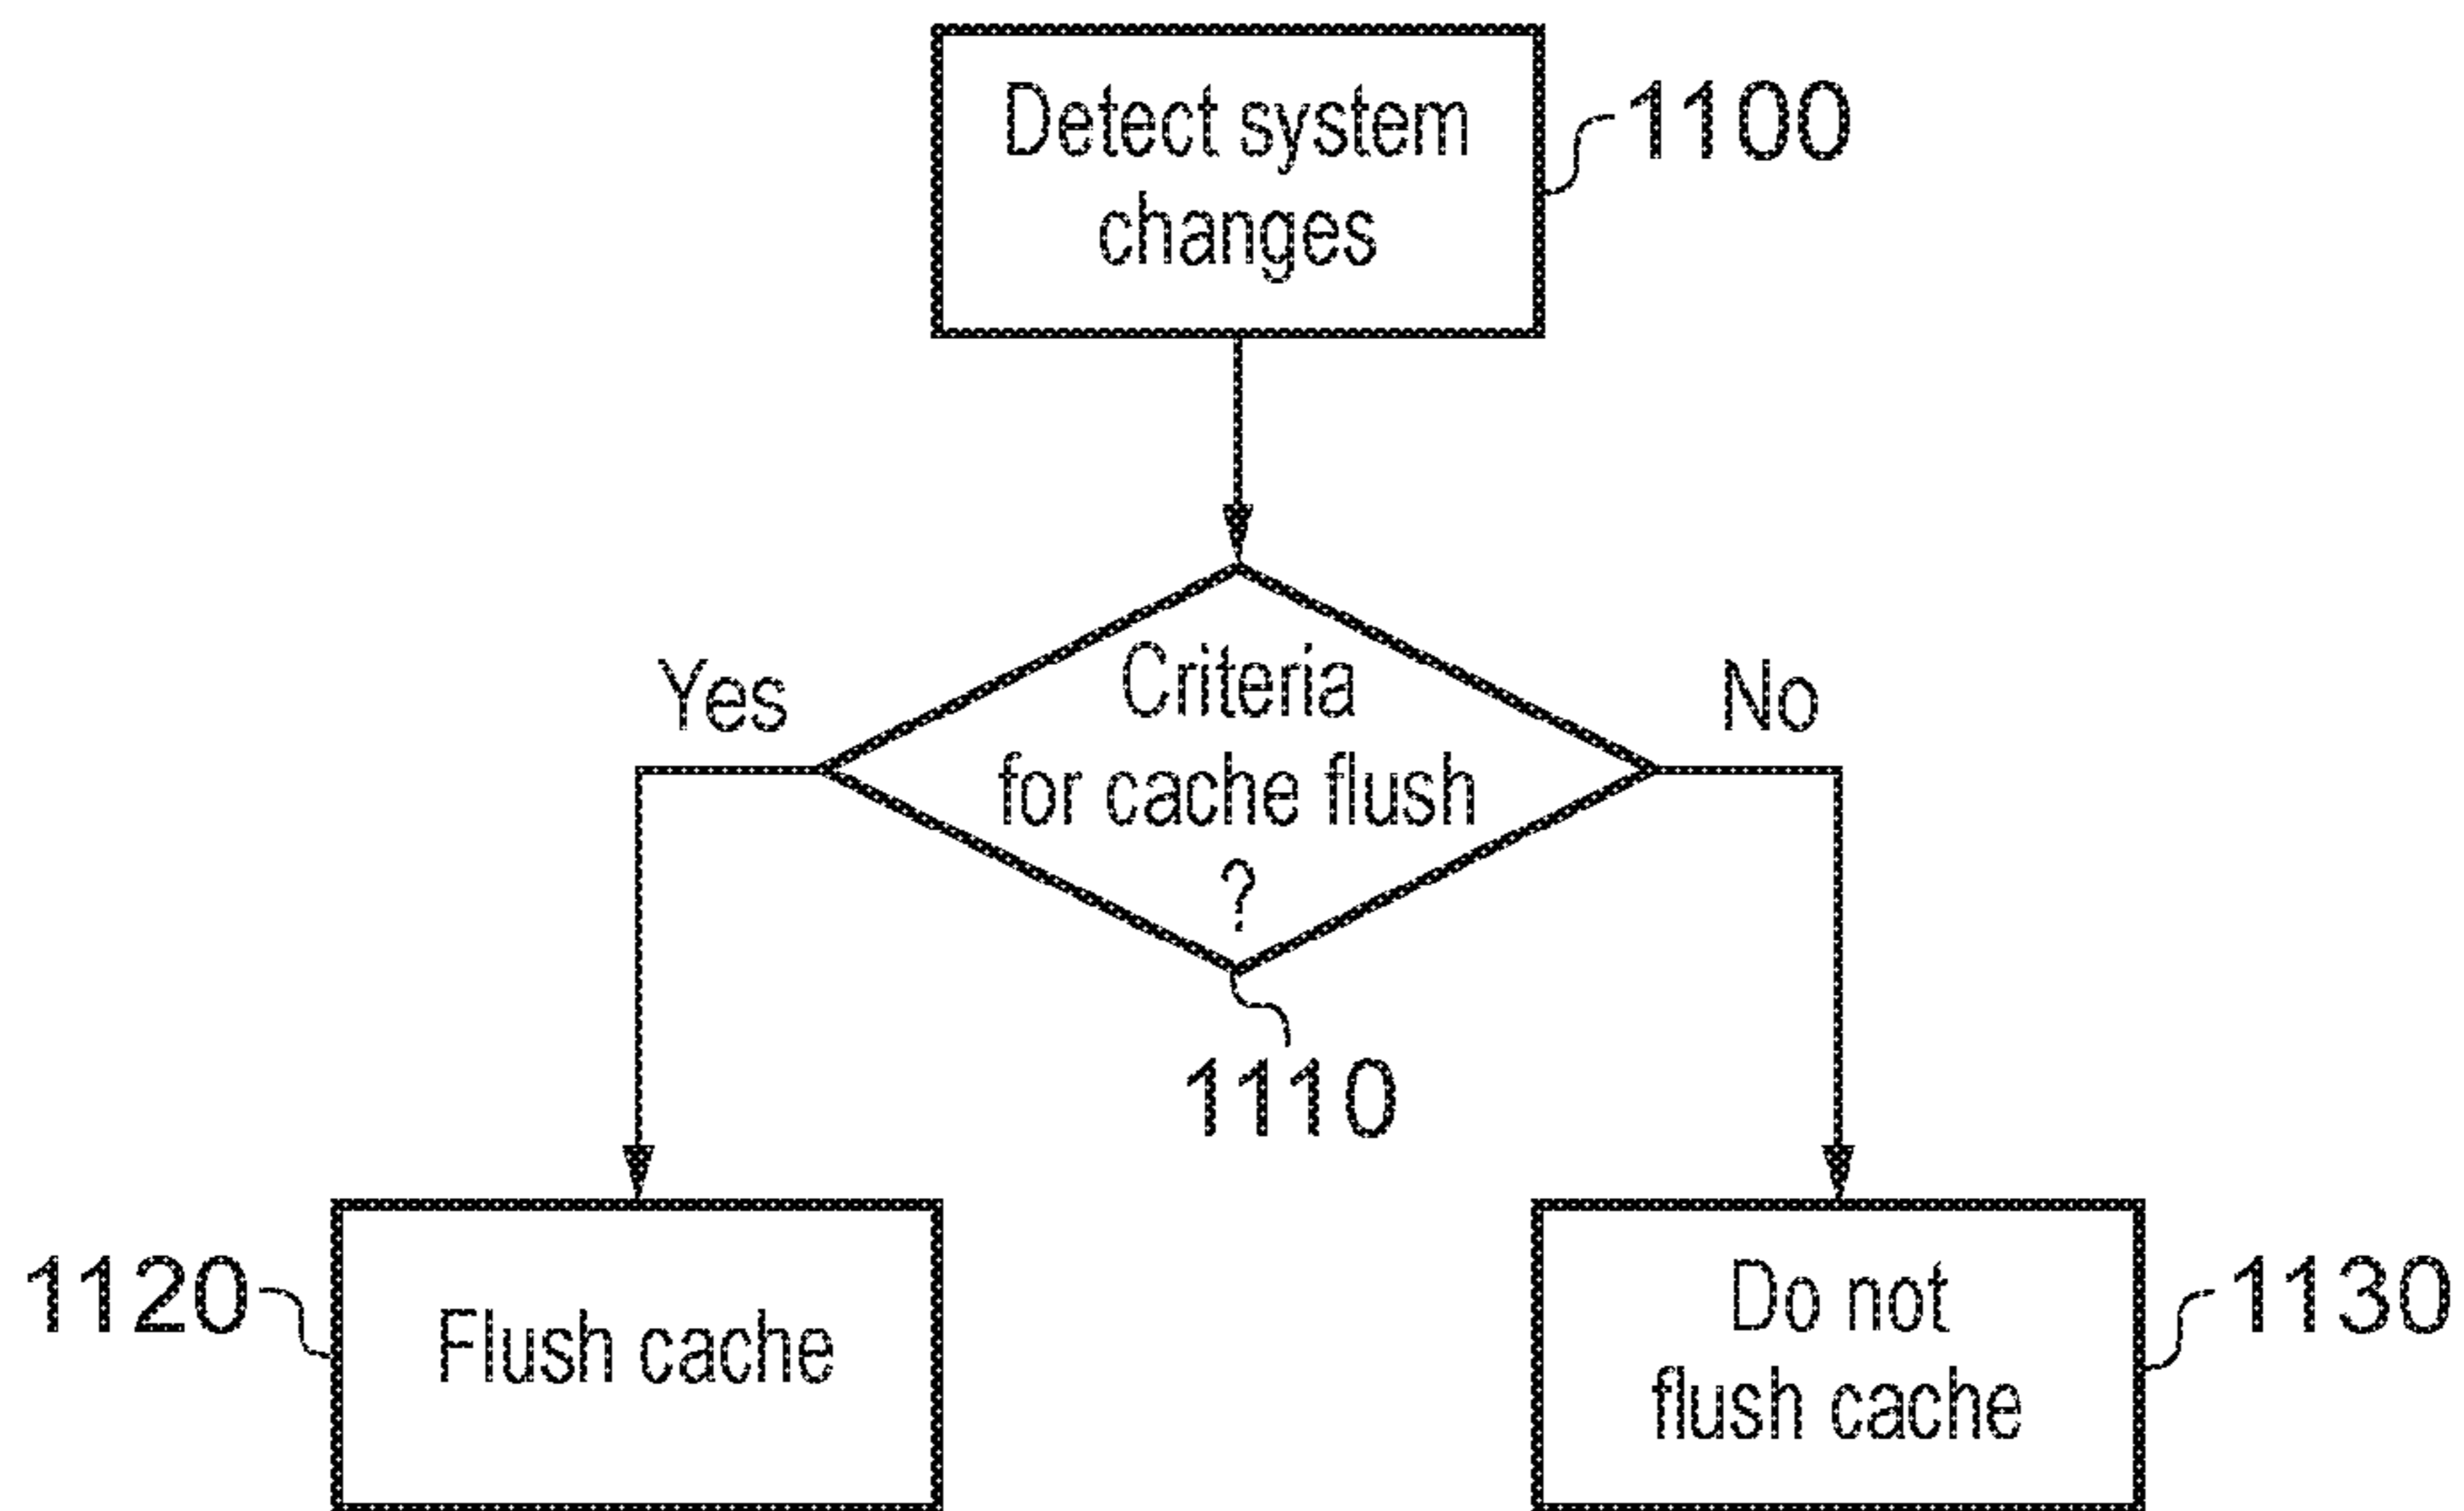 Detect system
changes
1100
Criteria
for cache flush
?
Yes
No
1110
1120
Flush cache
Do not
flush cache
1130